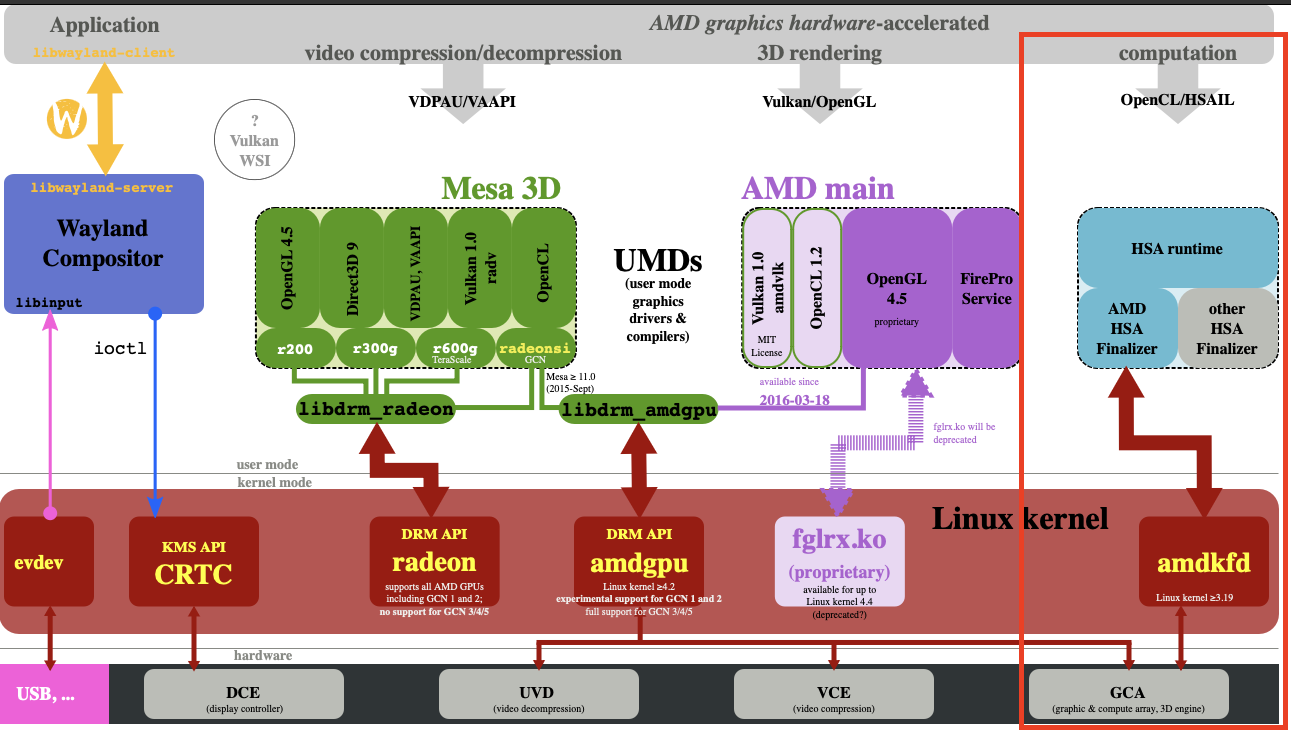 Application
libwayland-client
AMD graphics hardware-accelerated
video compression/decompression
3D rendering
computation
VDPAU/VAAPI
Vulkan/OpenGL
OpenCL/HSAIL
W
?
Vulkan
WSI
libwayland-server
Wayland
Compositor
libinput
ioctl
Mesa 3D
OpenGL 4.5
Direct3D 9
VDPAU, VAAPI
Vulkan 1.0
radv
OpenCL
r200
r300g
r600g
TeraScale
radeonsi
GCN
Mesa ≥ 11.0
(2015-Sept)
libdrm_radeon
libdrm_amdgpu
UMDs
(user mode
graphics
drivers &
compilers)
AMD main
Vulkan 1.0
amdvlk
MIT
License
OpenCL 1.2
OpenGL
4.5
proprietary
FirePro
Service
available since
2016-03-18
fglrx.ko will be
deprecated
HSA runtime
AMD
HSA
Finalizer
other
HSA
Finalizer
user mode
kernel mode
Linux kernel
evdev
KMS API
CRTC
DRM API
radeon
supports all AMD GPUs
including GCN 1 and 2;
no support for GCN 3/4/5
DRM API
amdgpu
Linux kernel ≥4.2
experimental support for GCN 1 and 2
full support for GCN 3/4/5
fglrx.ko
(proprietary)
available for up to
Linux kernel 4.4
(deprecated?)
amdkfd
Linux kernel ≥3.19
hardware
USB, ...
DCE
(display controller)
UVD
(video decompression)
VCE
(video compression)
GCA
(graphic & compute array, 3D engine)